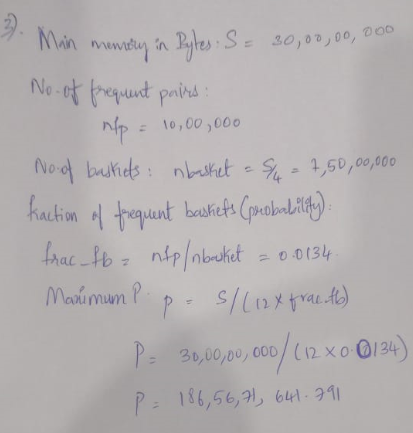 3).
Main memory in Bytes: S = 30,00,00,000
No. of frequent pairs:
nfp = 10,00,000
No of baskets: nbasket = S/4 = 7,50,00,000
fraction of frequent baskets (probability):
frac_fb = nfp/nbasket = 0.0134
Maximum P. p = S/(12 x frac.fb)
P = 30,00,00,000/(12 x 0.0134)
P = 186,56,71, 641.791